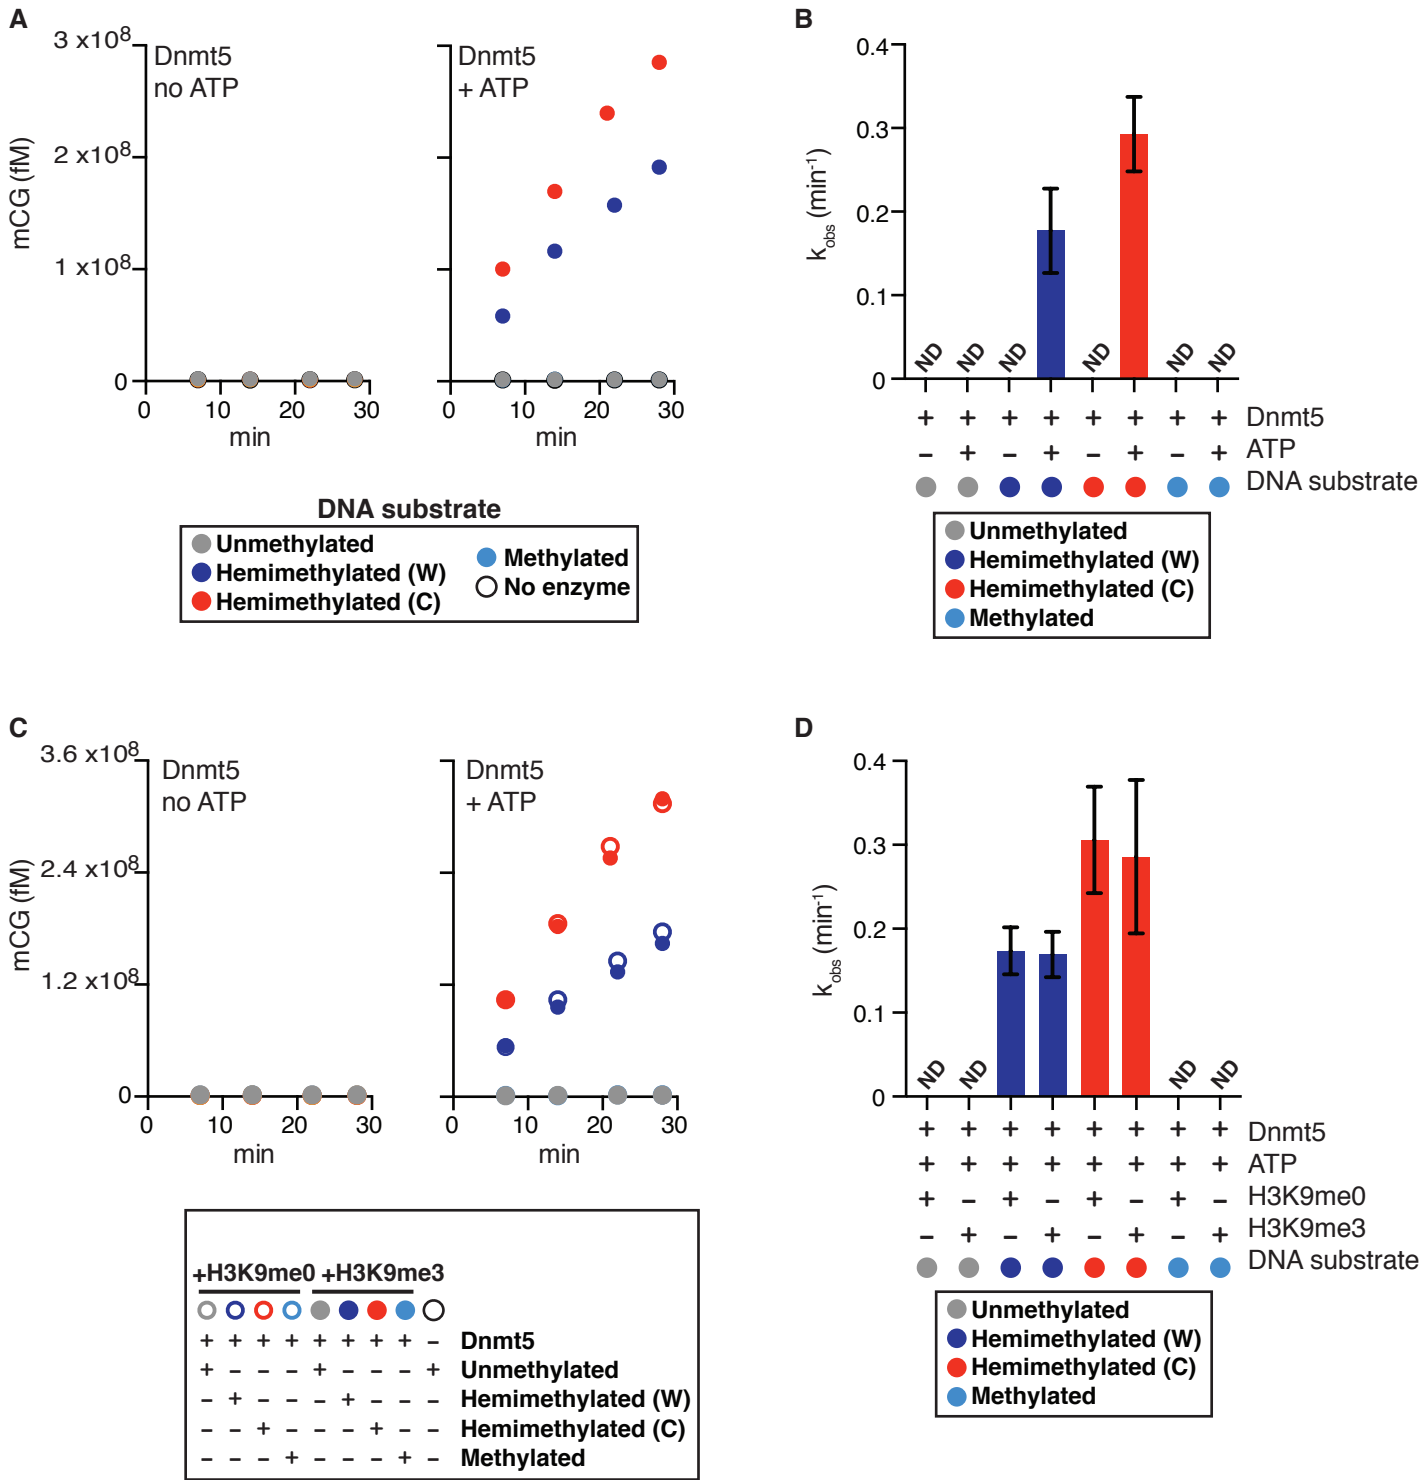 A
3 x10⁸
2 x10⁸
1 x10⁸
0
mCG (fM)
Dnmt5
no ATP
0 10 20 30
min
Dnmt5
+ ATP
0 10 20 30
min
DNA substrate
Unmethylated
Hemimethylated (W)
Hemimethylated (C)
Methylated
No enzyme
B
0.4
0.3
0.2
0.1
0
k_obs (min⁻¹)
ND ND ND ND ND ND
+ + + + + + + + Dnmt5
– + – + – + – + ATP
DNA substrate
Unmethylated
Hemimethylated (W)
Hemimethylated (C)
Methylated
C
3.6 x10⁸
2.4 x10⁸
1.2 x10⁸
0
mCG (fM)
Dnmt5
no ATP
0 10 20 30
min
Dnmt5
+ ATP
0 10 20 30
min
+H3K9me0 +H3K9me3
+ + + + + + + + – Dnmt5
+ – – – + – – – + Unmethylated
– + – – – + – – Hemimethylated (W)
– – + – – – + – Hemimethylated (C)
– – – + – – – + Methylated
D
0.4
0.3
0.2
0.1
0
k_obs (min⁻¹)
ND ND ND ND
+ + + + + + + + Dnmt5
+ + + + + + + + ATP
+ – + – + – + – H3K9me0
– + – + – + – + H3K9me3
DNA substrate
Unmethylated
Hemimethylated (W)
Hemimethylated (C)
Methylated